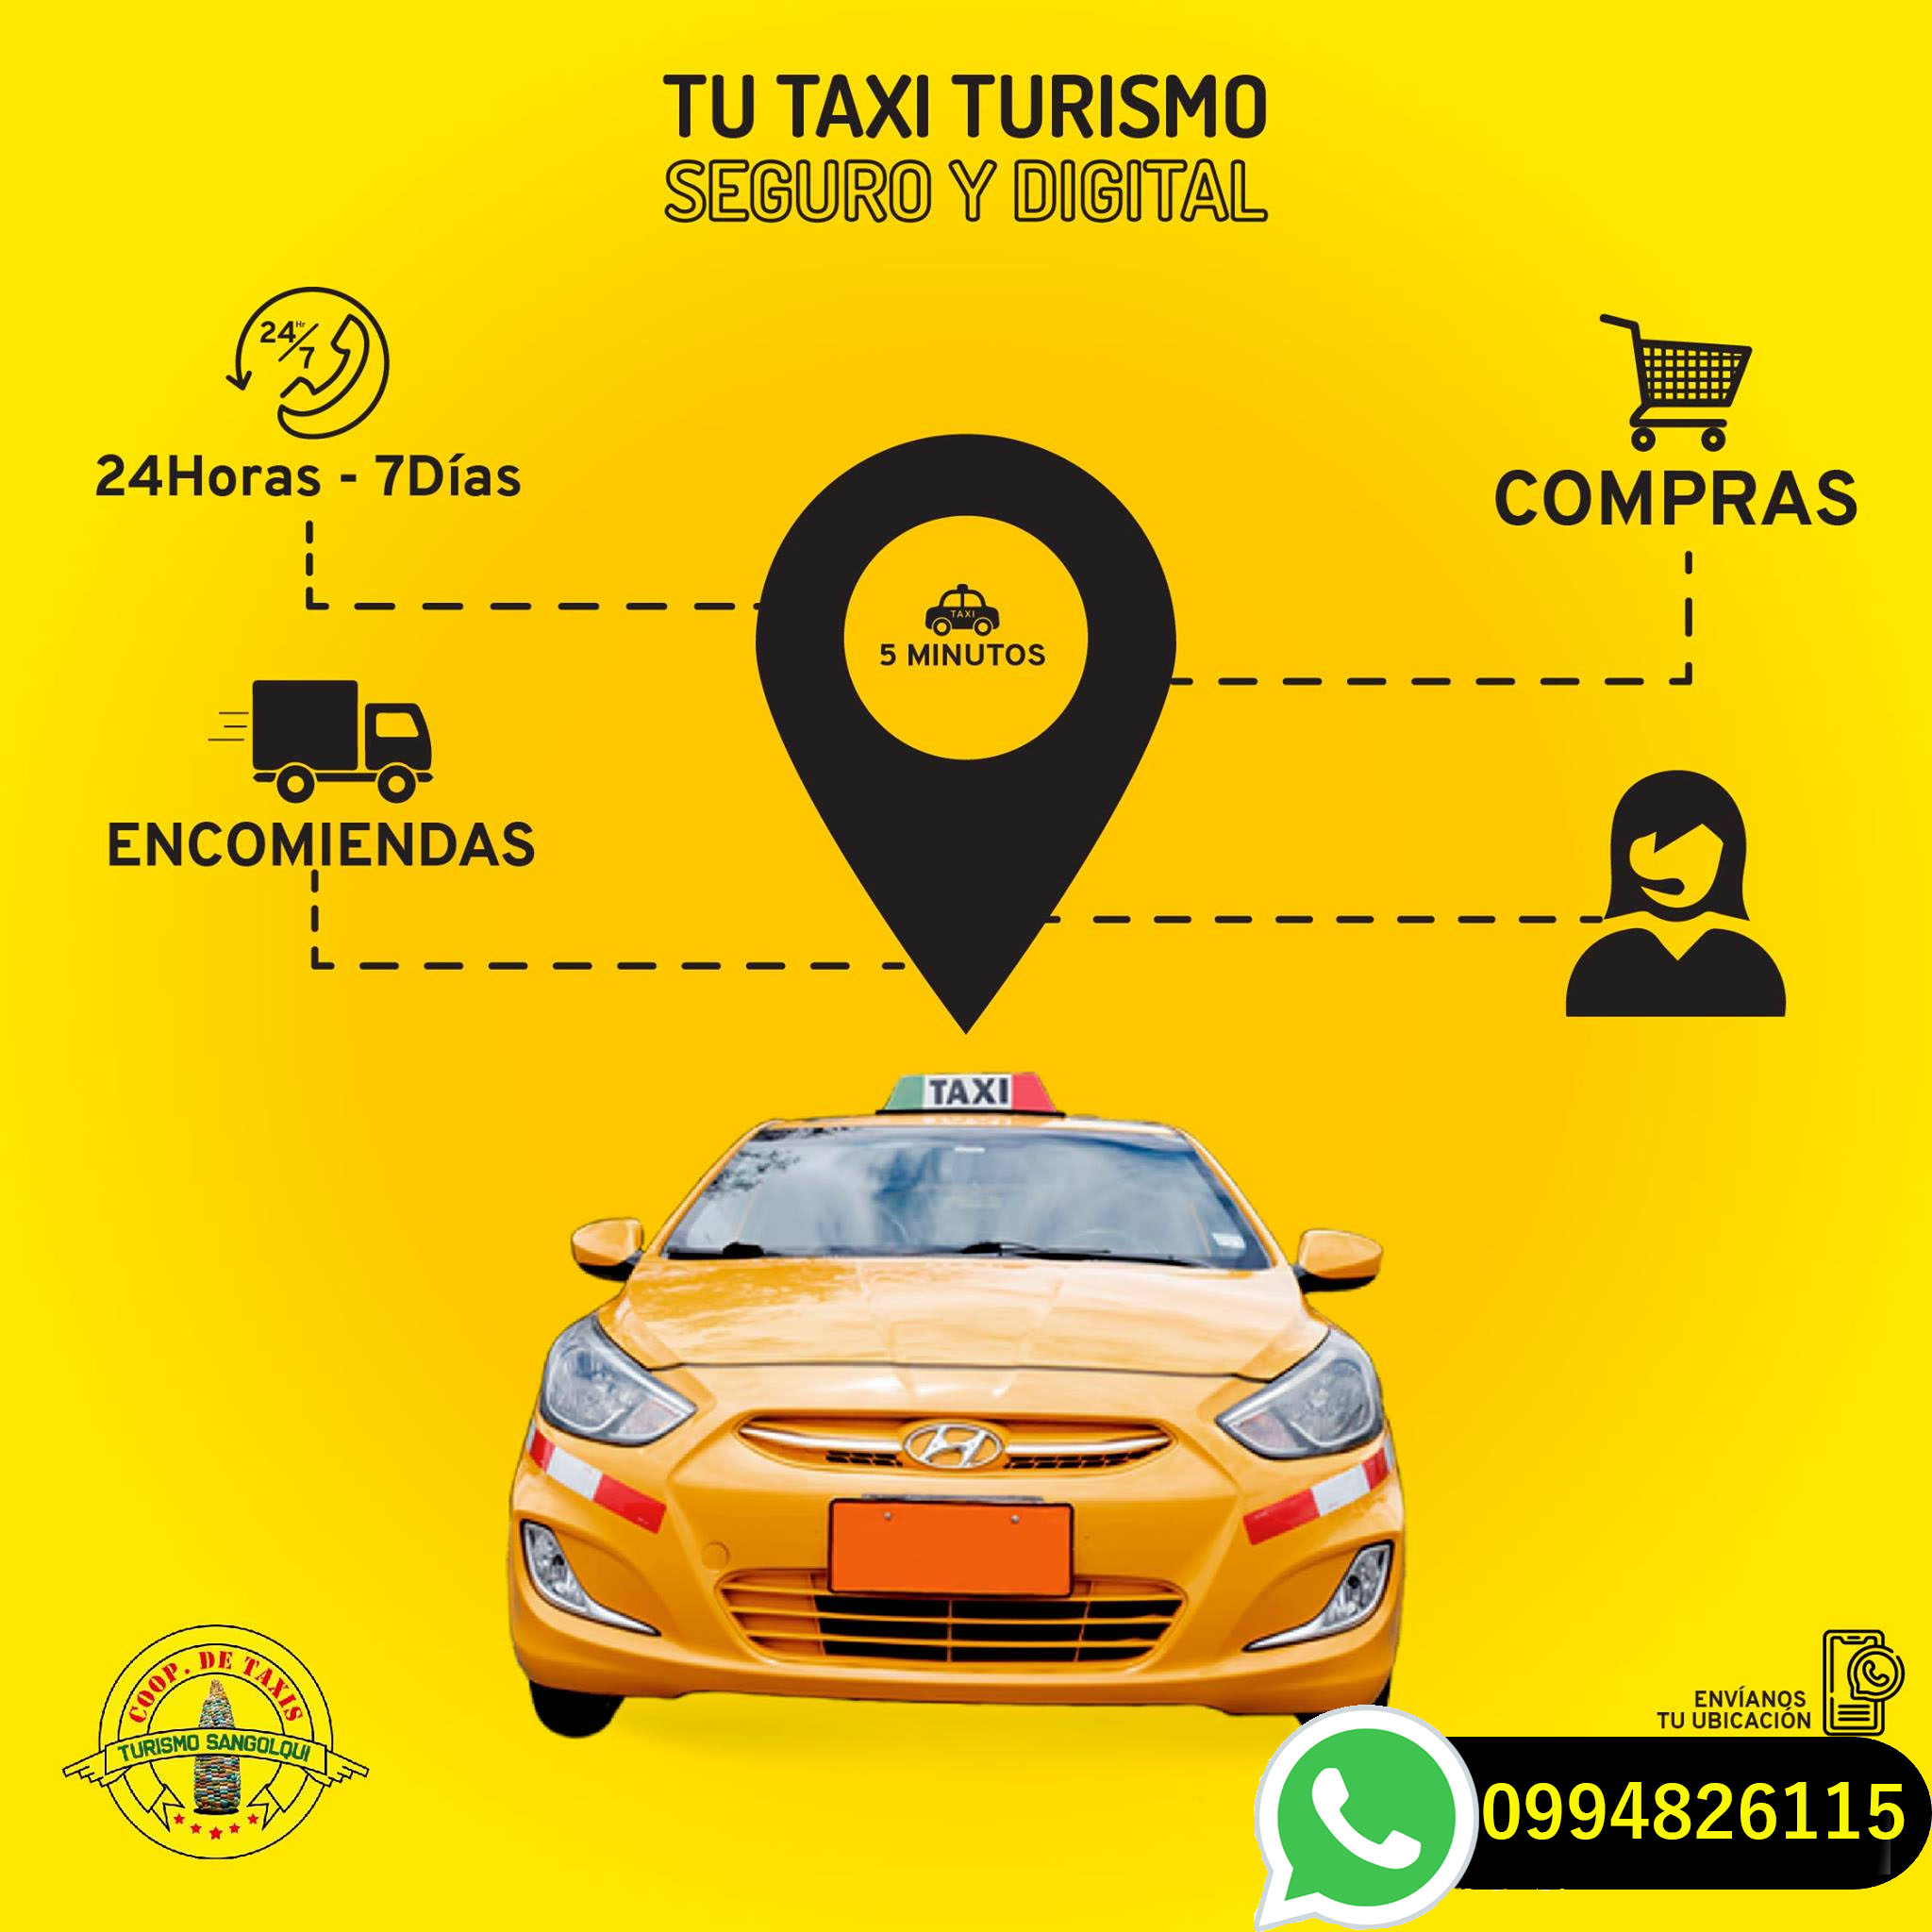 TU TAXI TURISMO
SEGURO Y DIGITAL
24Hr/7
24Horas - 7Días
COMPRAS
TAXI
5 MINUTOS
ENCOMIENDAS
TAXI
COOP. DE TAXIS
TURISMO SANGOLQUI
ENVÍANOS
TU UBICACIÓN
0994826115